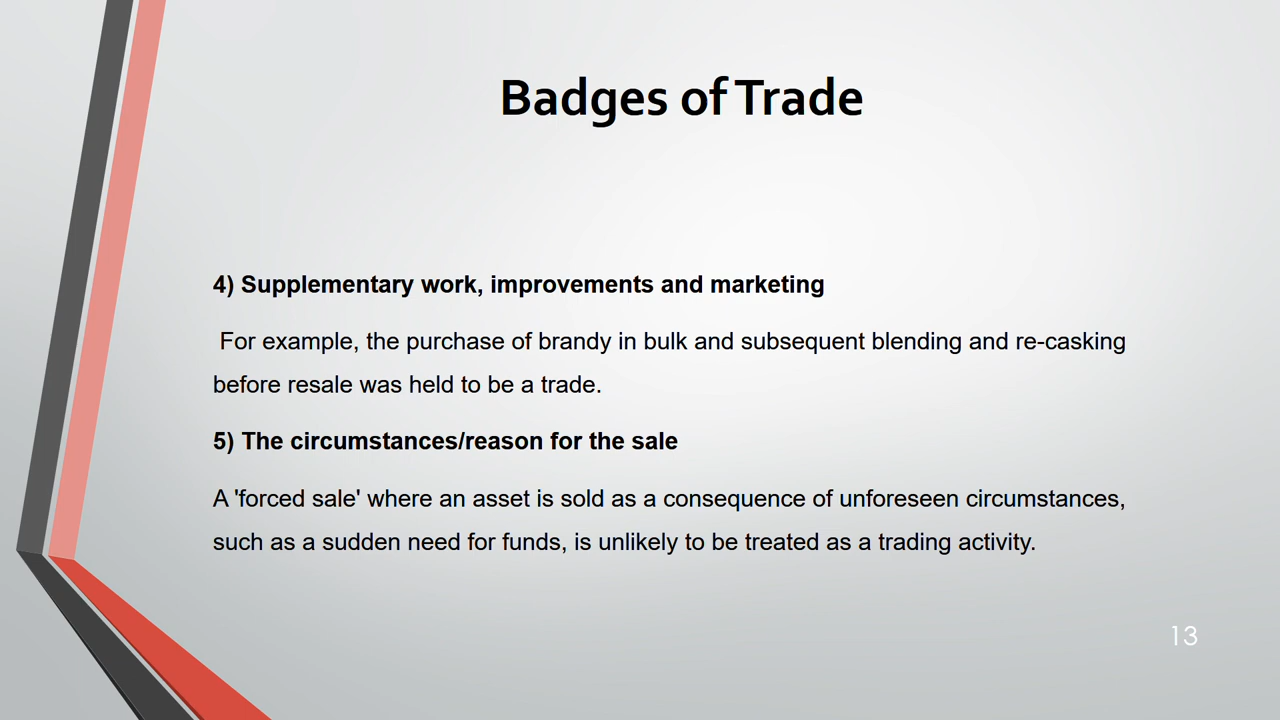 Badges of Trade
4) Supplementary work, improvements and marketing
For example, the purchase of brandy in bulk and subsequent blending and re-casking
before resale was held to be a trade.
5) The circumstances/reason for the sale
A 'forced sale' where an asset is sold as a consequence of unforeseen circumstances,
such as a sudden need for funds, is unlikely to be treated as a trading activity.
13